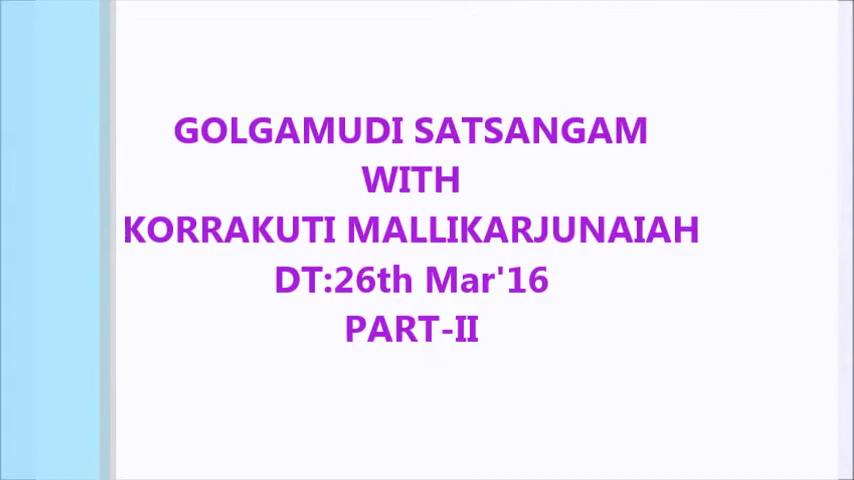 GOLGAMUDI SATSANGAM
WITH
KORRAKUTI MALLIKARJUNAIAH
DT:26th Mar'16
PART-II